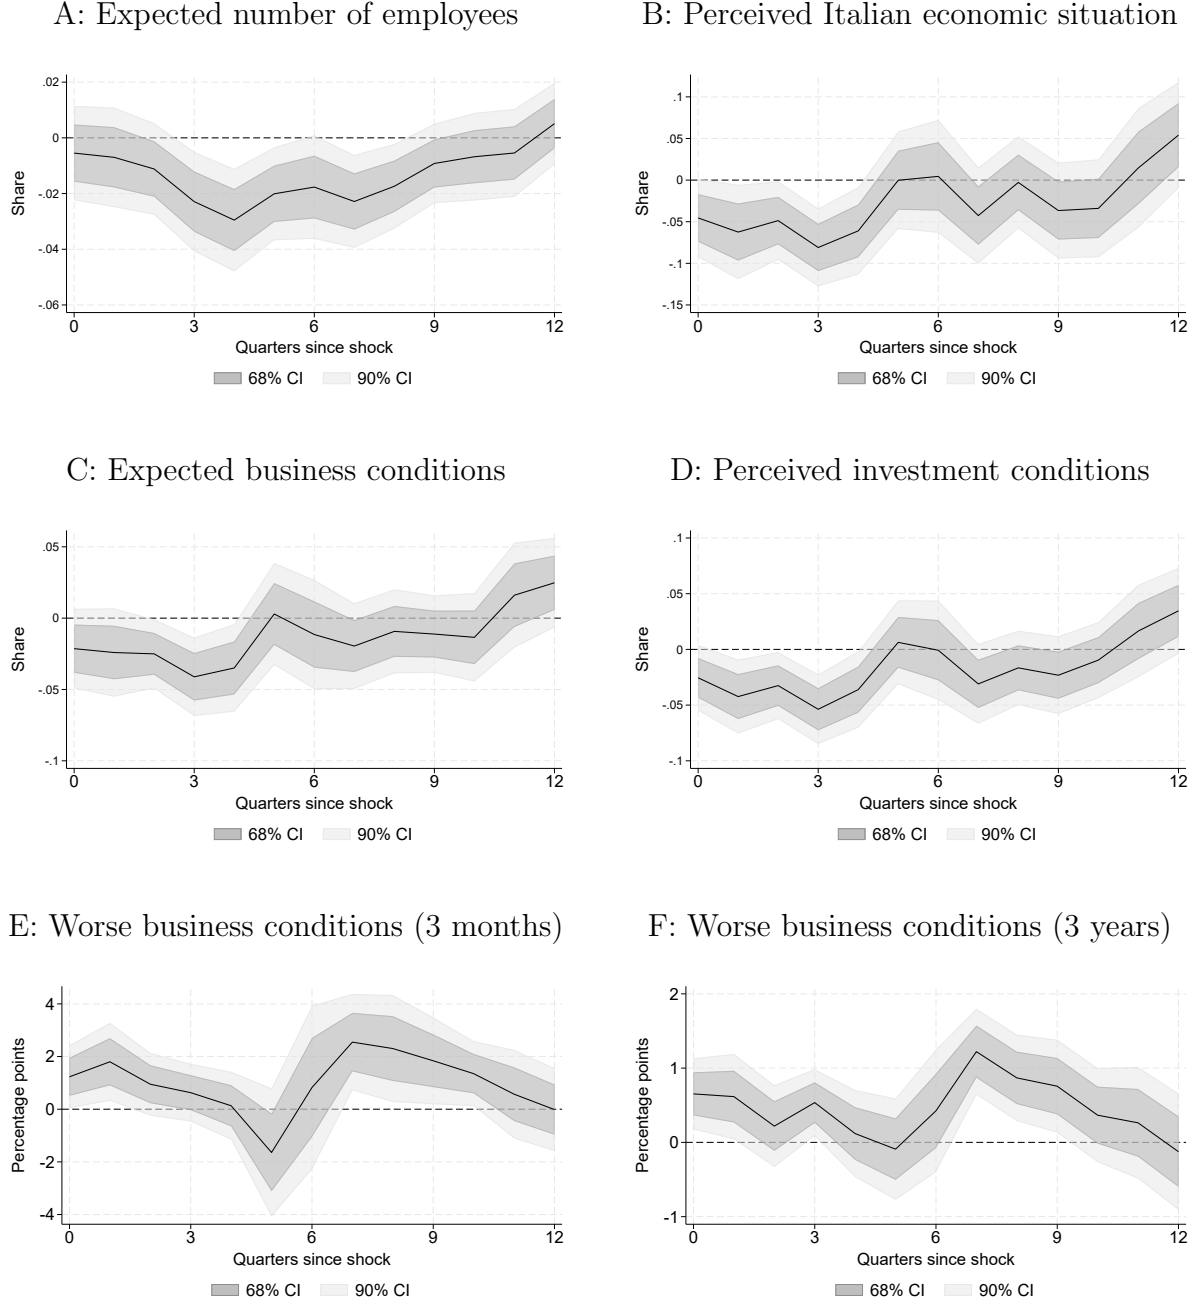 A: Expected number of employees
.02
0
-.02
-.04
-.06
Share
0 3 6 9 12
Quarters since shock
68% CI 90% CI
B: Perceived Italian economic situation
.1
.05
0
-.05
-.1
-.15
Share
0 3 6 9 12
Quarters since shock
68% CI 90% CI
C: Expected business conditions
.05
0
-.05
-.1
Share
0 3 6 9 12
Quarters since shock
68% CI 90% CI
D: Perceived investment conditions
.1
.05
0
-.05
-.1
Share
0 3 6 9 12
Quarters since shock
68% CI 90% CI
E: Worse business conditions (3 months)
4
2
0
-2
-4
Percentage points
0 3 6 9 12
Quarters since shock
68% CI 90% CI
F: Worse business conditions (3 years)
2
1
0
-1
Percentage points
0 3 6 9 12
Quarters since shock
68% CI 90% CI